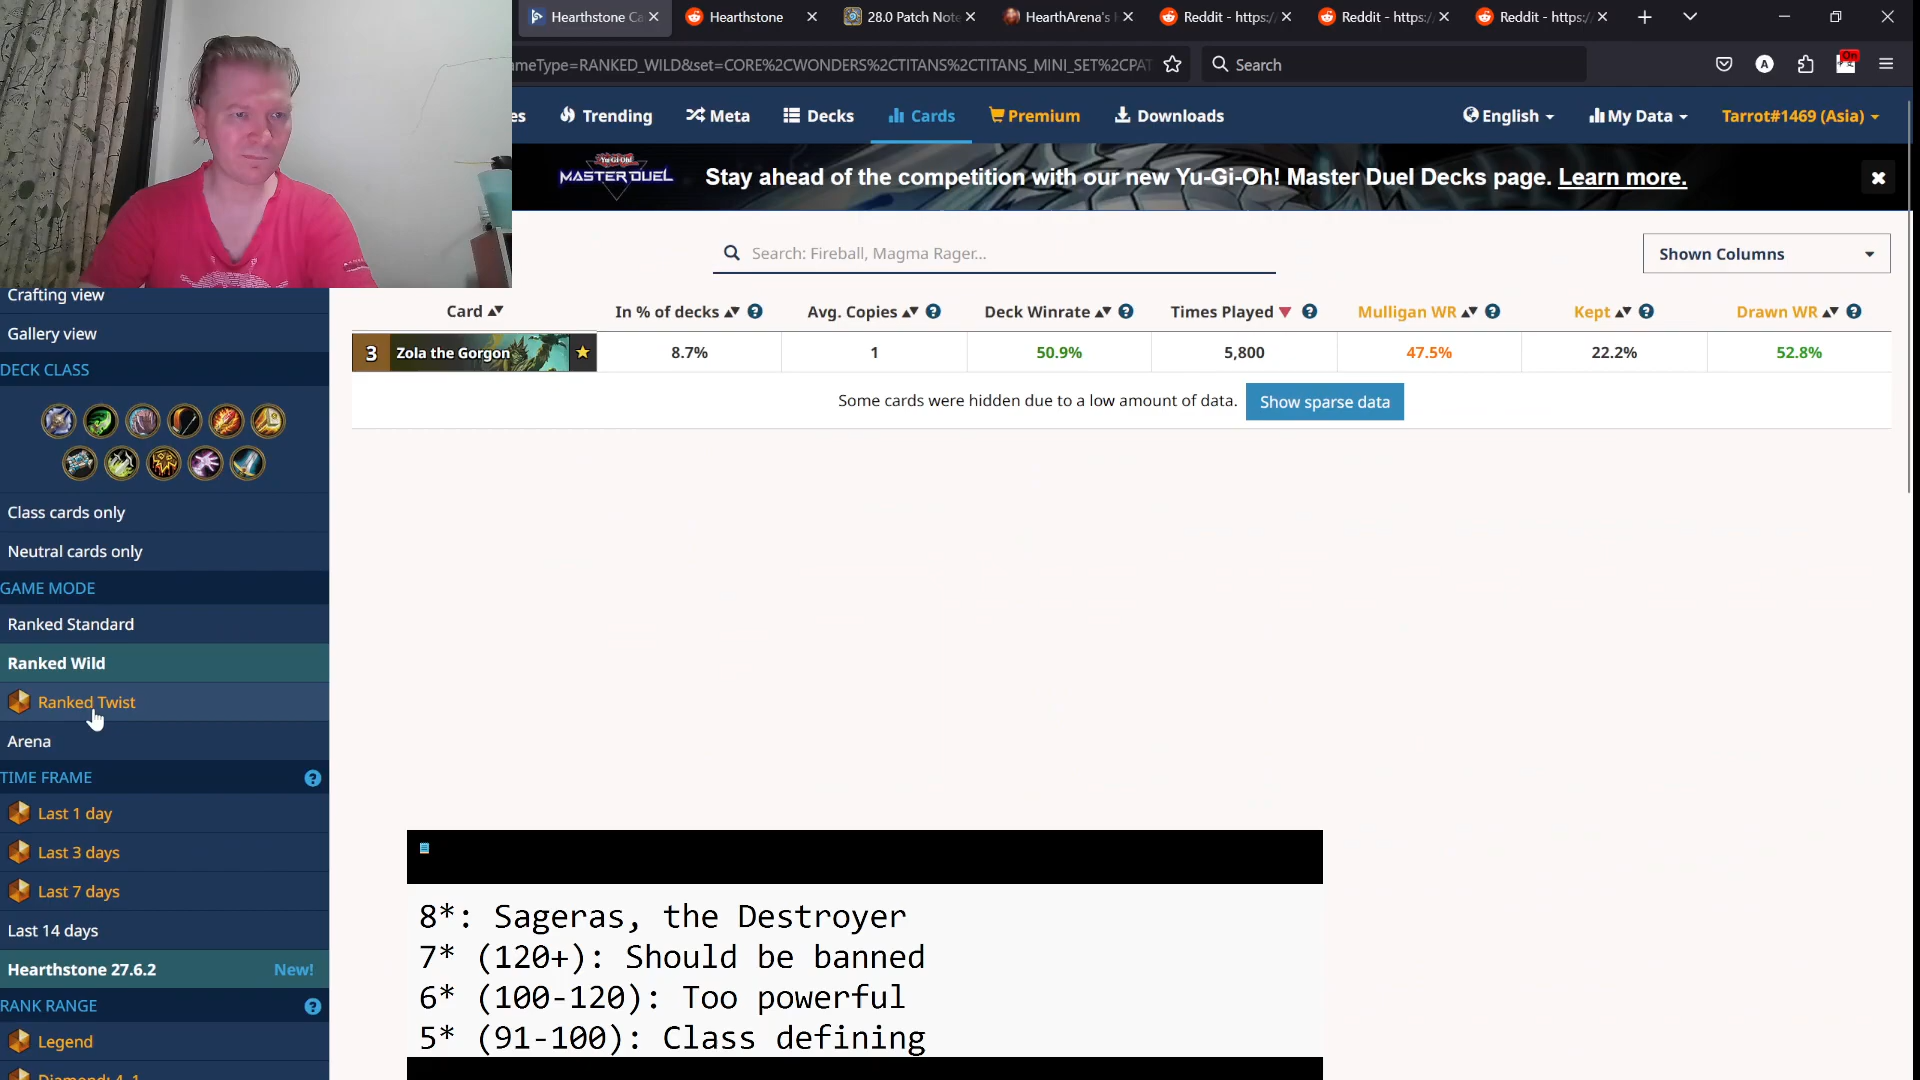 Hearthstone Ca
Hearthstone
28.0 Patch Note
HearthArena's
Reddit - https:/
Reddit - https:/
Reddit - https:/
ameType=RANKED_WILD&set=CORE%2CWONDERS%2CTITANS%2CTITANS_MINI_SET%2CPAT
Search
On
es
Trending
Meta
Decks
Cards
Premium
Downloads
English
My Data
Tarrot#1469 (Asia)
Yu-Gi-Oh!
MASTER DUEL
Stay ahead of the competition with our new Yu-Gi-Oh! Master Duel Decks page. Learn more.
Search: Fireball, Magma Rager...
Shown Columns
Crafting view
Gallery view
DECK CLASS
Class cards only
Neutral cards only
GAME MODE
Ranked Standard
Ranked Wild
Ranked Twist
Arena
TIME FRAME
Last 1 day
Last 3 days
Last 7 days
Last 14 days
Hearthstone 27.6.2 New!
RANK RANGE
Legend
Card In % of decks Avg. Copies Deck Winrate Times Played Mulligan WR Kept Drawn WR
3 Zola the Gorgon 8.7% 1 50.9% 5,800 47.5% 22.2% 52.8%
Some cards were hidden due to a low amount of data. Show sparse data
8*: Sageras, the Destroyer
7* (120+): Should be banned
6* (100-120): Too powerful
5* (91-100): Class defining